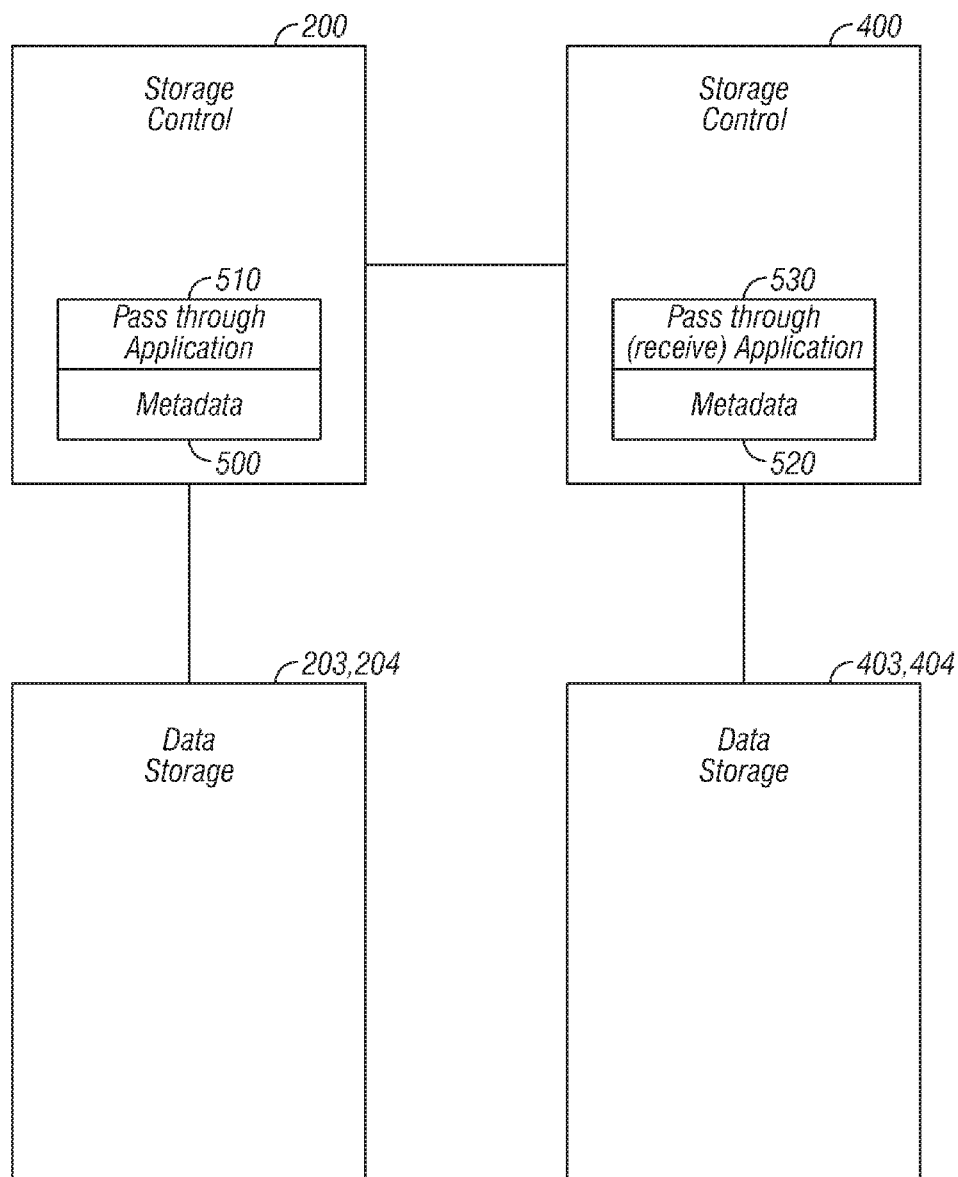 200
Storage
Control
510
Pass through
Application
Metadata
500
400
Storage
Control
530
Pass through
(receive) Application
Metadata
520
203,204
Data
Storage
403,404
Data
Storage